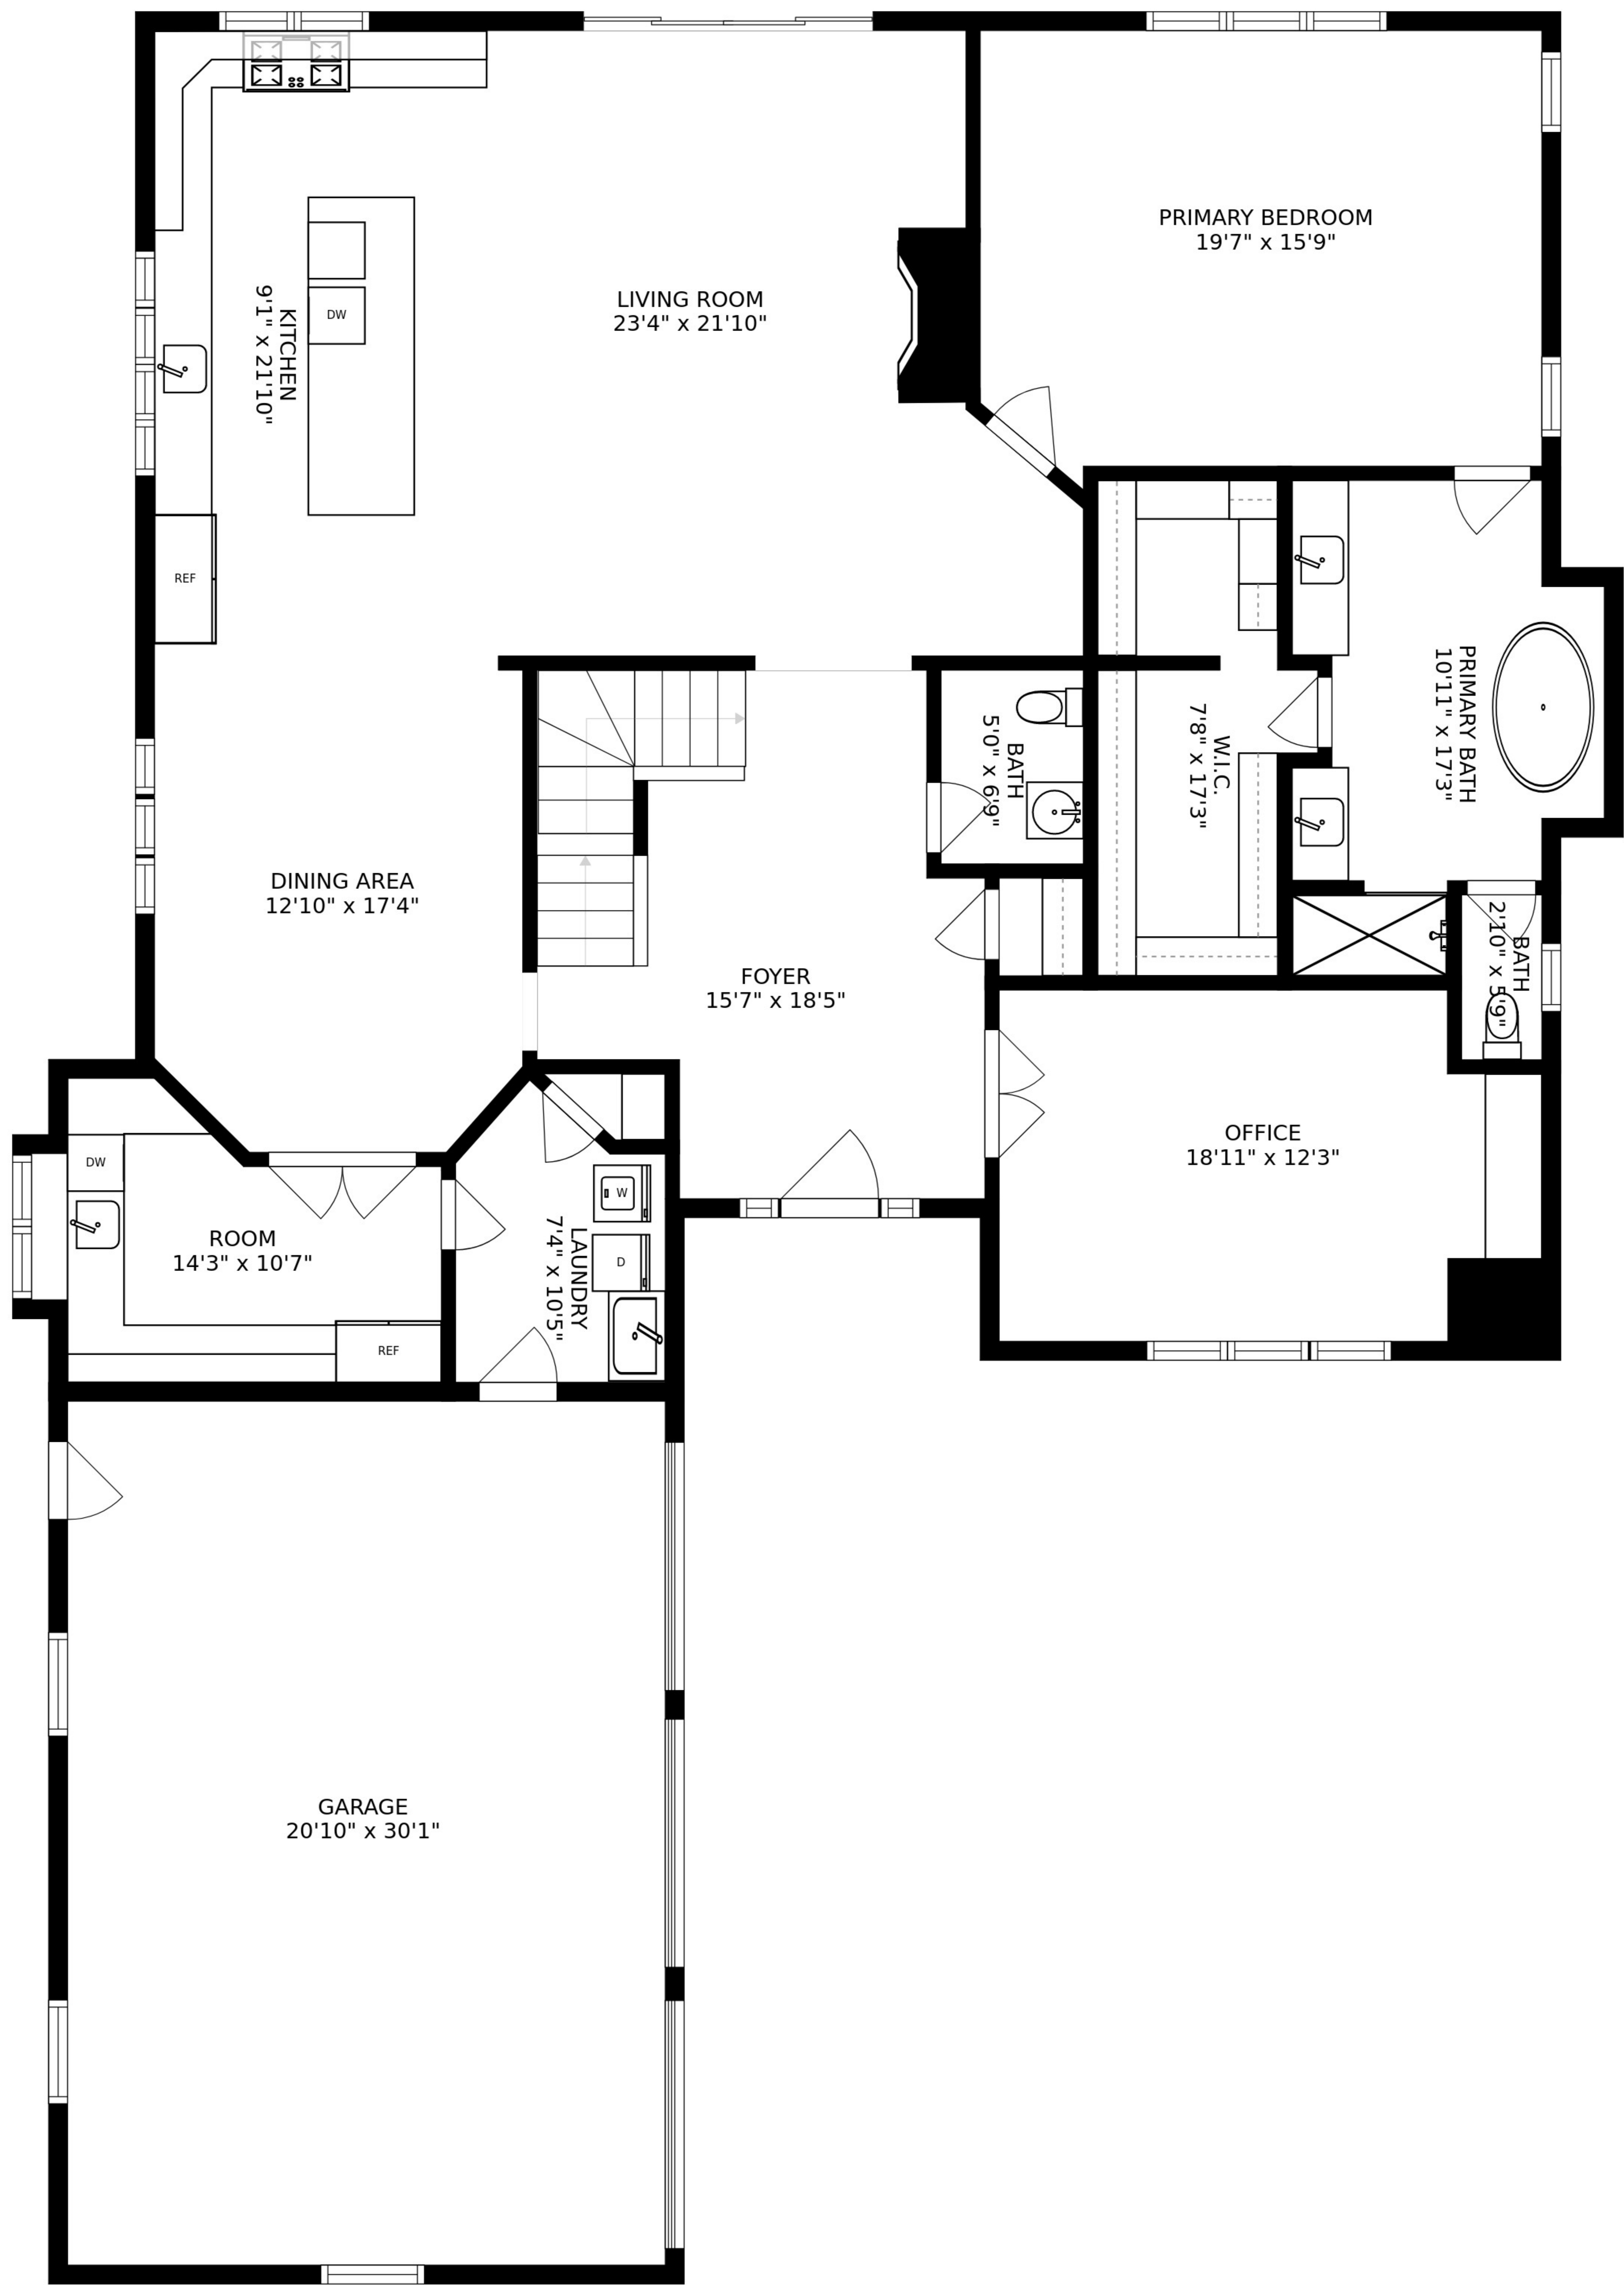 PRIMARY BEDROOM
19'7" x 15'9"
LIVING ROOM
23'4" x 21'10"
KITCHEN
9'1" x 21'10"
DW
REF
PRIMARY BATH
10'11" x 17'3"
W.I.C.
7'8" x 17'3"
BATH
5'0" x 6'9"
DINING AREA
12'10" x 17'4"
BATH
2'10" x 5'9"
FOYER
15'7" x 18'5"
OFFICE
18'11" x 12'3"
DW
W
ROOM
14'3" x 10'7"
LAUNDRY
7'4" x 10'5"
D
REF
GARAGE
20'10" x 30'1"